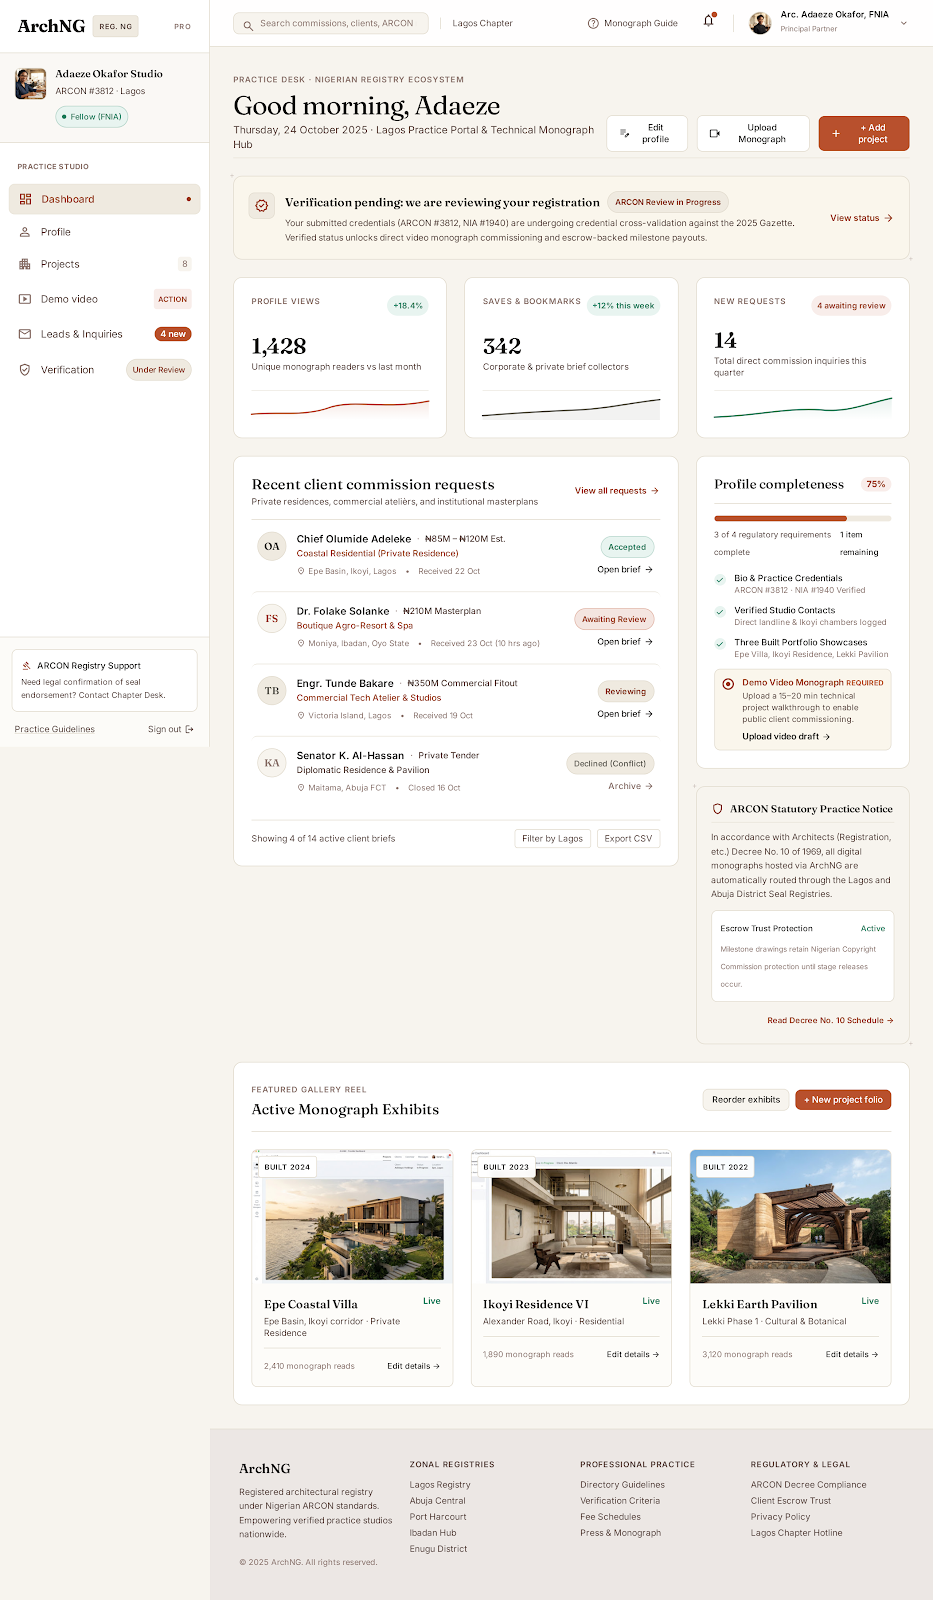 ArchNG
REG. NG
PRO
Adaeze Okafor Studio
ARCON #3812 · Lagos
Fellow (FNIA)
PRACTICE STUDIO
Dashboard
Profile
Projects
8
Demo video
ACTION
Leads & Inquiries
4 new
Verification
Under Review
ARCON Registry Support
Need legal confirmation of seal
endorsement? Contact Chapter Desk.
Practice Guidelines
Sign out
Search commissions, clients, ARCON
Lagos Chapter
Monograph Guide
Arc. Adaeze Okafor, FNIA
Principal Partner
PRACTICE DESK · NIGERIAN REGISTRY ECOSYSTEM
Good morning, Adaeze
Thursday, 24 October 2025 · Lagos Practice Portal & Technical Monograph
Hub
Edit
profile
Upload
Monograph
+ Add
project
Verification pending: we are reviewing your registration
ARCON Review in Progress
Your submitted credentials (ARCON #3812, NIA #1940) are undergoing credential cross-validation against the 2025 Gazette.
Verified status unlocks direct video monograph commissioning and escrow-backed milestone payouts.
View status →
PROFILE VIEWS
+18.4%
1,428
Unique monograph readers vs last month
SAVES & BOOKMARKS
+12% this week
342
Corporate & private brief collectors
NEW REQUESTS
4 awaiting review
14
Total direct commission inquiries this
quarter
Recent client commission requests
Private residences, commercial atelièrs, and institutional masterplans
View all requests →
OA
Chief Olumide Adeleke · ₦85M – ₦120M Est.
Coastal Residential (Private Residence)
Epe Basin, Ikoyi, Lagos • Received 22 Oct
Accepted
Open brief →
FS
Dr. Folake Solanke · ₦210M Masterplan
Boutique Agro-Resort & Spa
Moniya, Ibadan, Oyo State • Received 23 Oct (10 hrs ago)
Awaiting Review
Open brief →
TB
Engr. Tunde Bakare · ₦350M Commercial Fitout
Commercial Tech Atelier & Studios
Victoria Island, Lagos • Received 19 Oct
Reviewing
Open brief →
KA
Senator K. Al-Hassan · Private Tender
Diplomatic Residence & Pavilion
Maitama, Abuja FCT • Closed 16 Oct
Declined (Conflict)
Archive →
Showing 4 of 14 active client briefs
Filter by Lagos
Export CSV
Profile completeness
75%
3 of 4 regulatory requirements
complete
1 item
remaining
Bio & Practice Credentials
ARCON #3812 · NIA #1940 Verified
Verified Studio Contacts
Direct landline & Ikoyi chambers logged
Three Built Portfolio Showcases
Epe Villa, Ikoyi Residence, Lekki Pavilion
Demo Video Monograph REQUIRED
Upload a 15–20 min technical
project walkthrough to enable
public client commissioning.
Upload video draft →
ARCON Statutory Practice Notice
In accordance with Architects (Registration,
etc.) Decree No. 10 of 1969, all digital
monographs hosted via ArchNG are
automatically routed through the Lagos and
Abuja District Seal Registries.
Escrow Trust Protection
Active
Milestone drawings retain Nigerian Copyright
Commission protection until stage releases
occur.
Read Decree No. 10 Schedule →
FEATURED GALLERY REEL
Active Monograph Exhibits
Reorder exhibits
+ New project folio
BUILT 2024
Epe Coastal Villa
Live
Epe Basin, Ikoyi corridor · Private
Residence
2,410 monograph reads
Edit details →
BUILT 2023
Ikoyi Residence VI
Live
Alexander Road, Ikoyi · Residential
1,890 monograph reads
Edit details →
BUILT 2022
Lekki Earth Pavilion
Live
Lekki Phase 1 · Cultural & Botanical
3,120 monograph reads
Edit details →
ArchNG
Registered architectural registry
under Nigerian ARCON standards.
Empowering verified practice studios
nationwide.
© 2025 ArchNG. All rights reserved.
ZONAL REGISTRIES
Lagos Registry
Abuja Central
Port Harcourt
Ibadan Hub
Enugu District
PROFESSIONAL PRACTICE
Directory Guidelines
Verification Criteria
Fee Schedules
Press & Monograph
REGULATORY & LEGAL
ARCON Decree Compliance
Client Escrow Trust
Privacy Policy
Lagos Chapter Hotline